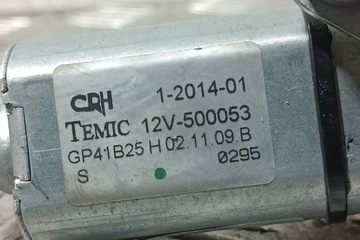 CRH 1-2014-01
TEMIC 12V-500053
GP41B25 H 02.11.09.B
S 0295